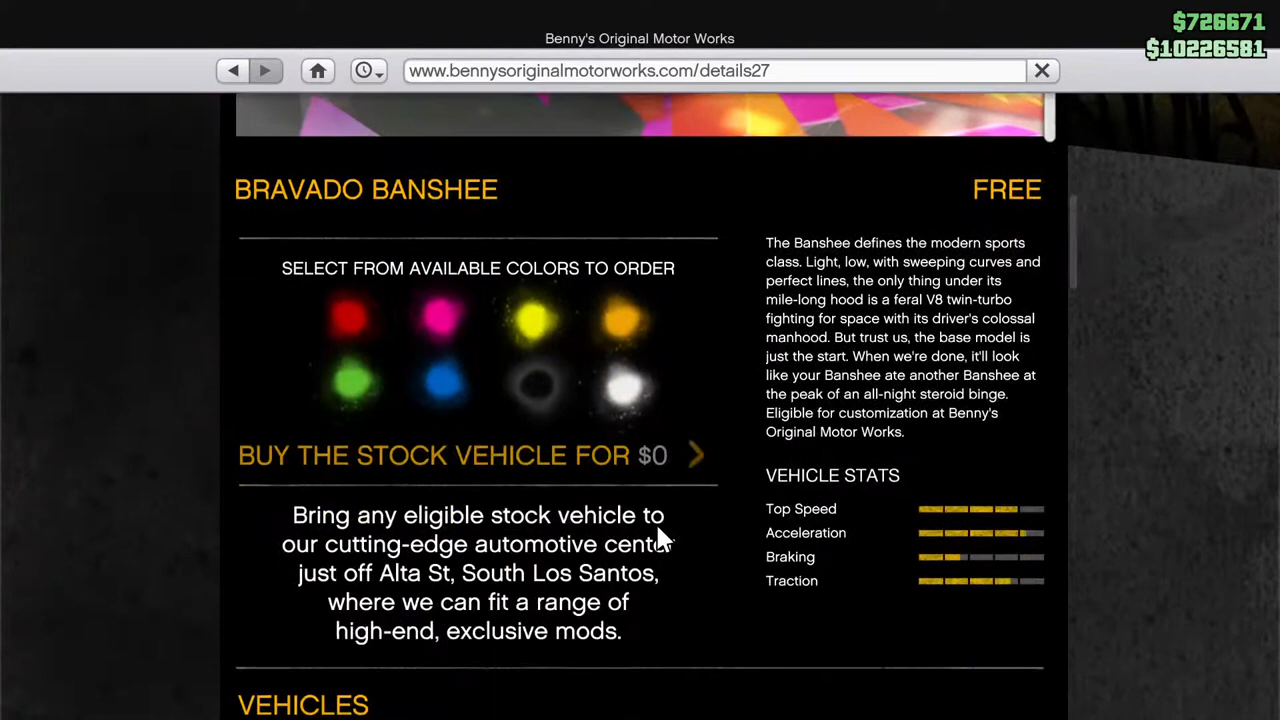 $726671
$10226581
Benny's Original Motor Works
www.bennysoriginalmotorworks.com/details27
BRAVADO BANSHEE
FREE
SELECT FROM AVAILABLE COLORS TO ORDER
BUY THE STOCK VEHICLE FOR $0
Bring any eligible stock vehicle to
our cutting-edge automotive center
just off Alta St, South Los Santos,
where we can fit a range of
high-end, exclusive mods.
The Banshee defines the modern sports
class. Light, low, with sweeping curves and
perfect lines, the only thing under its
mile-long hood is a feral V8 twin-turbo
fighting for space with its driver's colossal
manhood. But trust us, the base model is
just the start. When we're done, it'll look
like your Banshee ate another Banshee at
the peak of an all-night steroid binge.
Eligible for customization at Benny's
Original Motor Works.
VEHICLE STATS
Top Speed
Acceleration
Braking
Traction
VEHICLES